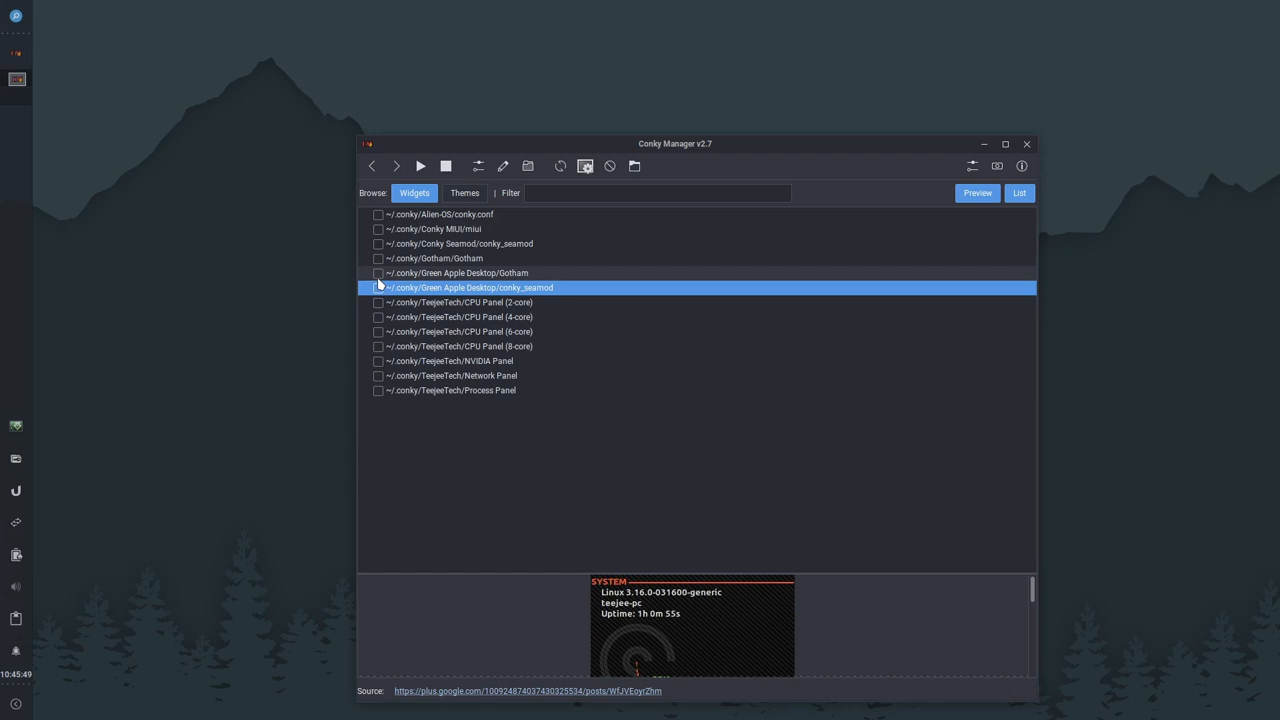 Conky Manager v2.7
Browse: Widgets Themes | Filter Preview List
~/.conky/Alien-OS/conky.conf
~/.conky/Conky MIUI/miui
~/.conky/Conky Seamod/conky_seamod
~/.conky/Gotham/Gotham
~/.conky/Green Apple Desktop/Gotham
~/.conky/Green Apple Desktop/conky_seamod
~/.conky/TeejeeTech/CPU Panel (2-core)
~/.conky/TeejeeTech/CPU Panel (4-core)
~/.conky/TeejeeTech/CPU Panel (6-core)
~/.conky/TeejeeTech/CPU Panel (8-core)
~/.conky/TeejeeTech/NVIDIA Panel
~/.conky/TeejeeTech/Network Panel
~/.conky/TeejeeTech/Process Panel
SYSTEM
Linux 3.16.0-031600-generic
teejee-pc
Uptime: 1h 0m 55s
Source: https://plus.google.com/100924874037430325534/posts/WfJVEoyrZhm
10:45:49